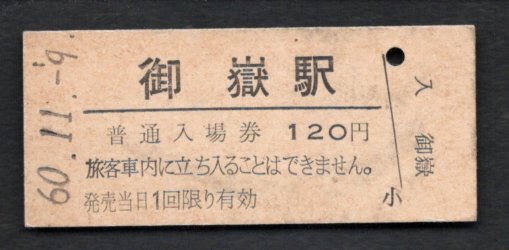 60.11.-9.
御嶽駅
普通入場券 120円
旅客車内に立ち入ることはできません。
発売当日1回限り有効
入
御嶽
小